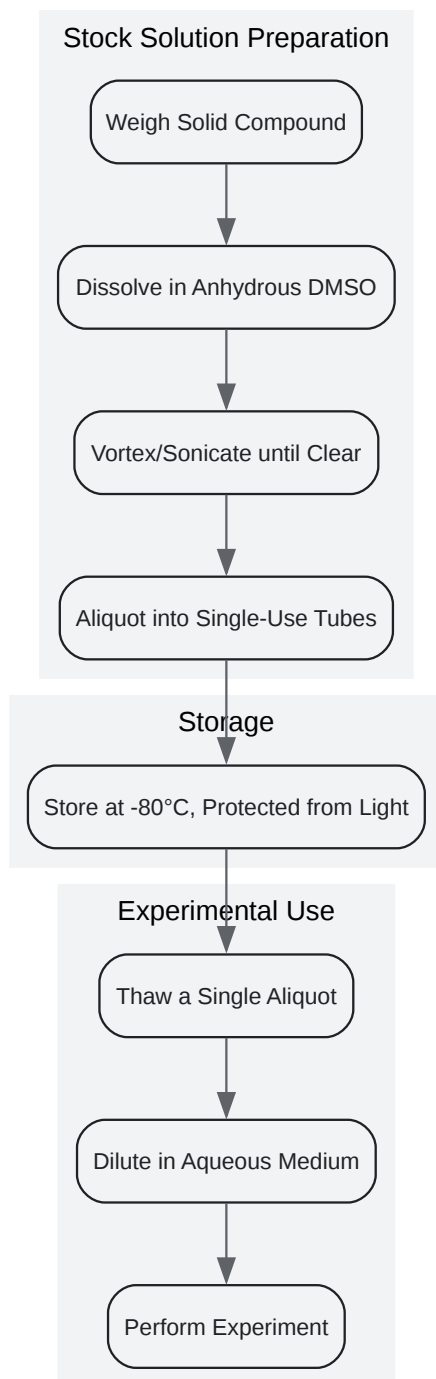 Stock Solution Preparation
Weigh Solid Compound
Dissolve in Anhydrous DMSO
Vortex/Sonicate until Clear
Aliquot into Single-Use Tubes
Storage
Store at -80°C, Protected from Light
Experimental Use
Thaw a Single Aliquot
Dilute in Aqueous Medium
Perform Experiment